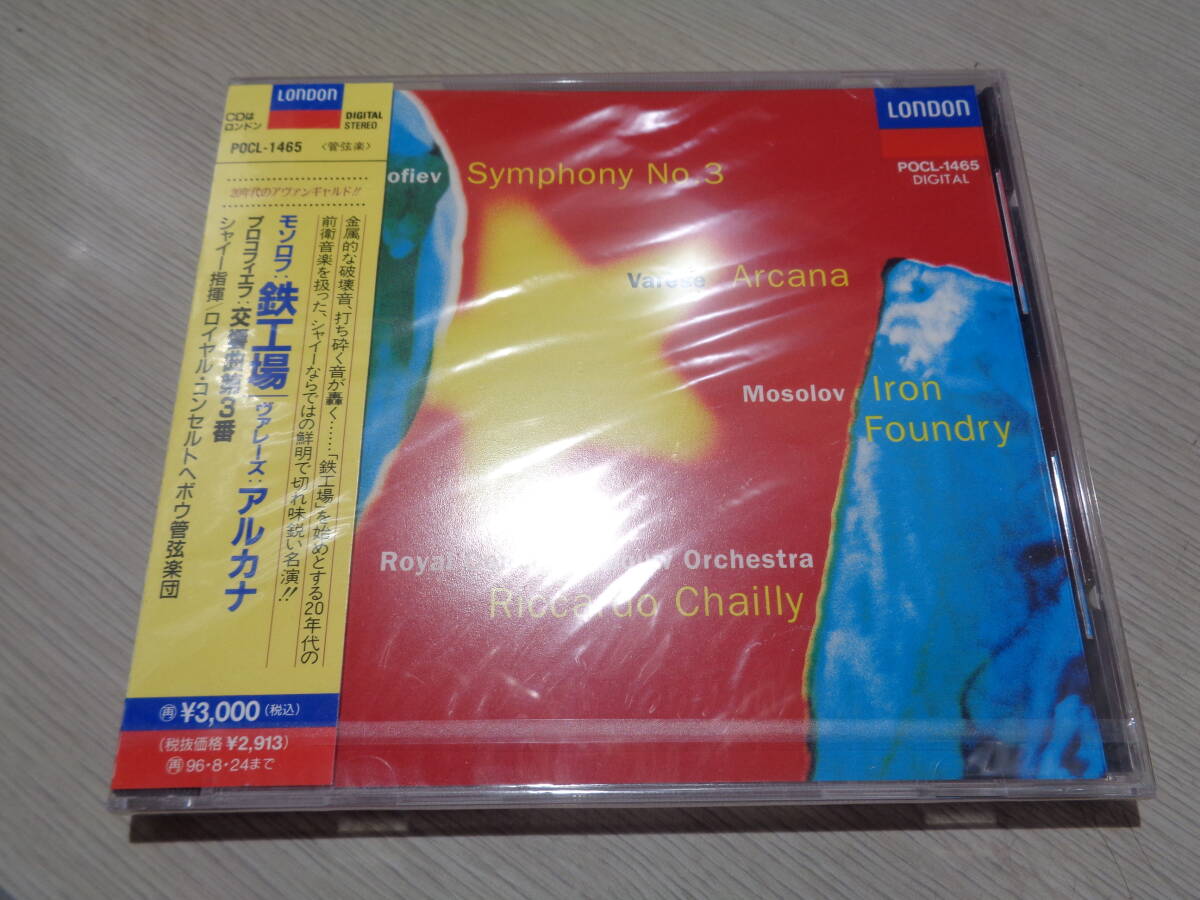 LONDON
CDは
ロンドン
DIGITAL
STEREO
POCL-1465
〈管弦楽〉
20年代のアヴァンギャルド!!
金属的な破壊音、打ち砕く音が轟く……「鉄工場」を始めとする20年代の
前衛音楽を扱った、シャイーならではの鮮明で切れ味鋭い名演!!
モソロフ:鉄工場/ヴァレーズ:アルカナ
プロコフィエフ:交響曲第3番
シャイー指揮/ロイヤル・コンセルトヘボウ管弦楽団
再 ¥3,000(税込)
(税抜価格 ¥2,913)
再 96・8・24まで
LONDON
POCL-1465
DIGITAL
ofiev Symphony No. 3
Varèse Arcana
Mosolov Iron
Foundry
Orchestra
Riccardo Chailly